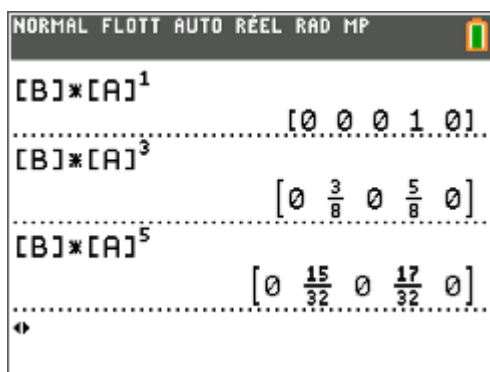 NORMAL FLOTT AUTO RÉEL RAD MP
[B]*[A]¹
[0 0 0 1 0]
[B]*[A]³
[0 3/8 0 5/8 0]
[B]*[A]⁵
[0 15/32 0 17/32 0]